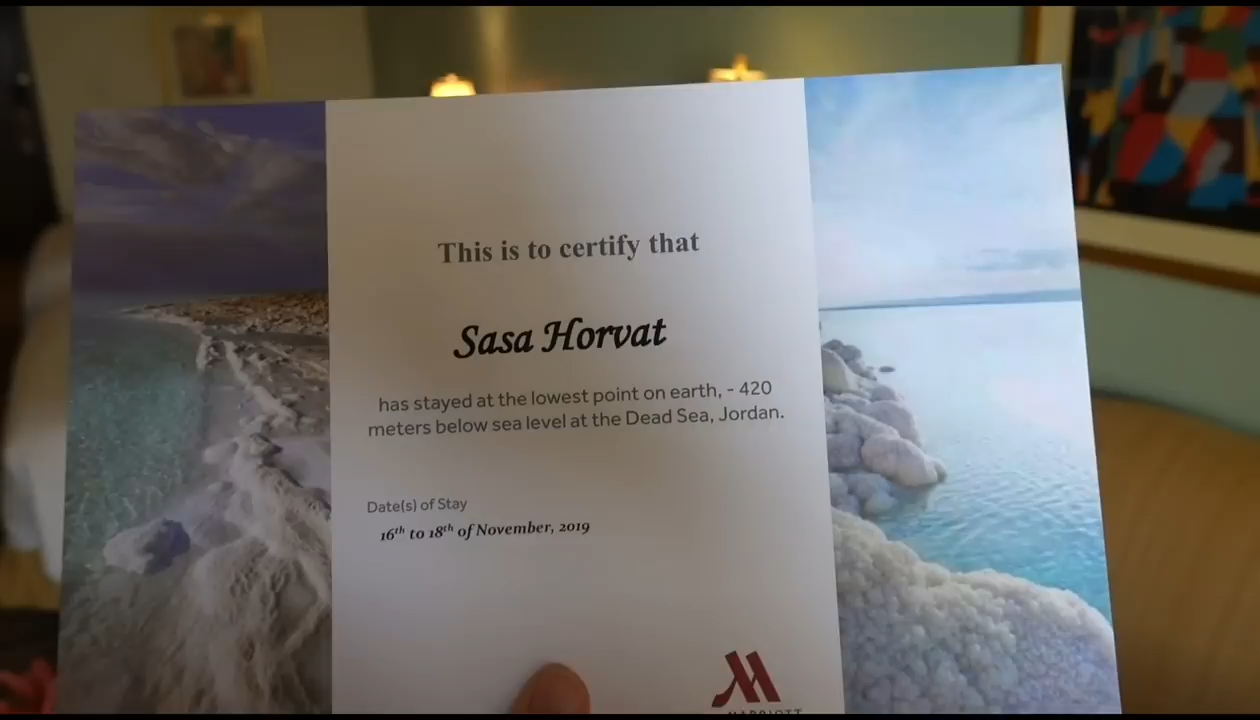 This is to certify that
Sasa Horvat
has stayed at the lowest point on earth, - 420
meters below sea level at the Dead Sea, Jordan.
Date(s) of Stay
16th to 18th of November, 2019
MARRIOTT